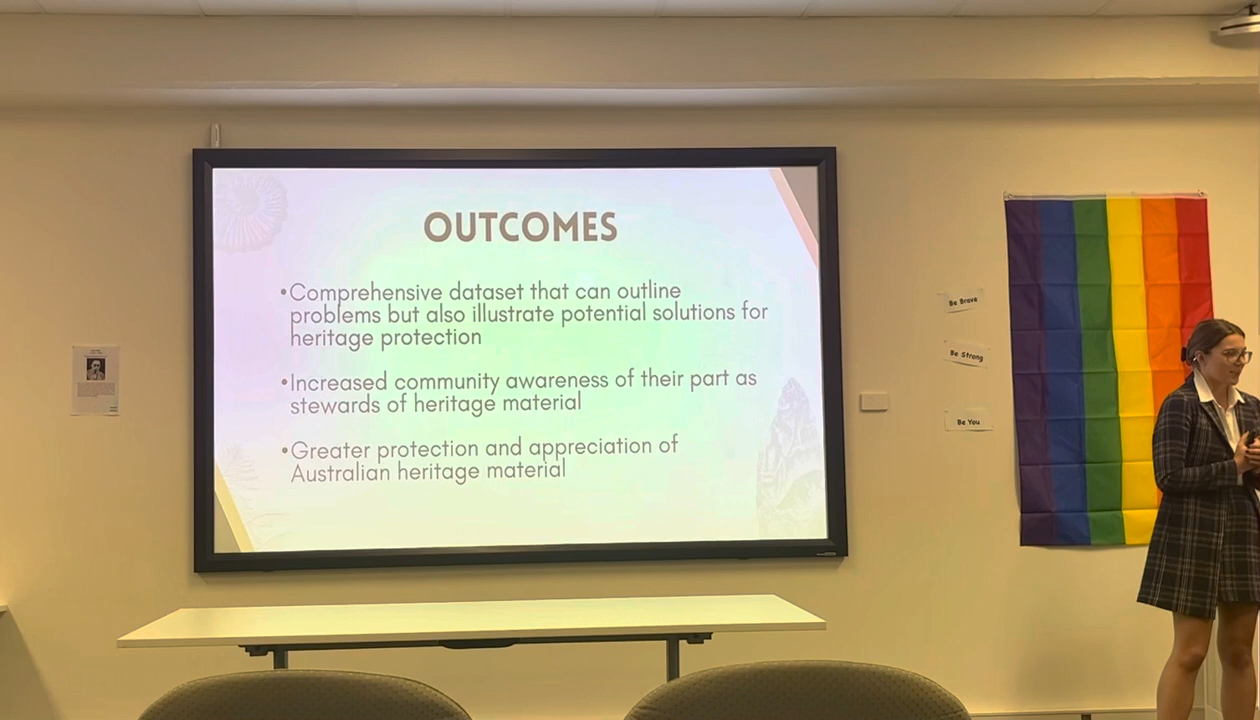 OUTCOMES
•Comprehensive dataset that can outline
problems but also illustrate potential solutions for
heritage protection
•Increased community awareness of their part as
stewards of heritage material
•Greater protection and appreciation of
Australian heritage material
Be Brave
Be Strong
Be You